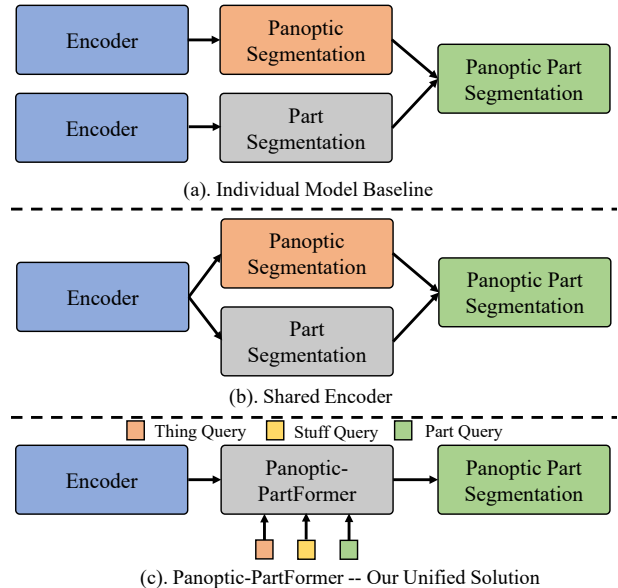 Encoder
Panoptic
Segmentation
Encoder
Part
Segmentation
Panoptic Part
Segmentation
(a). Individual Model Baseline
Encoder
Panoptic
Segmentation
Part
Segmentation
Panoptic Part
Segmentation
(b). Shared Encoder
Thing Query Stuff Query Part Query
Encoder
Panoptic-
PartFormer
Panoptic Part
Segmentation
(c). Panoptic-PartFormer -- Our Unified Solution